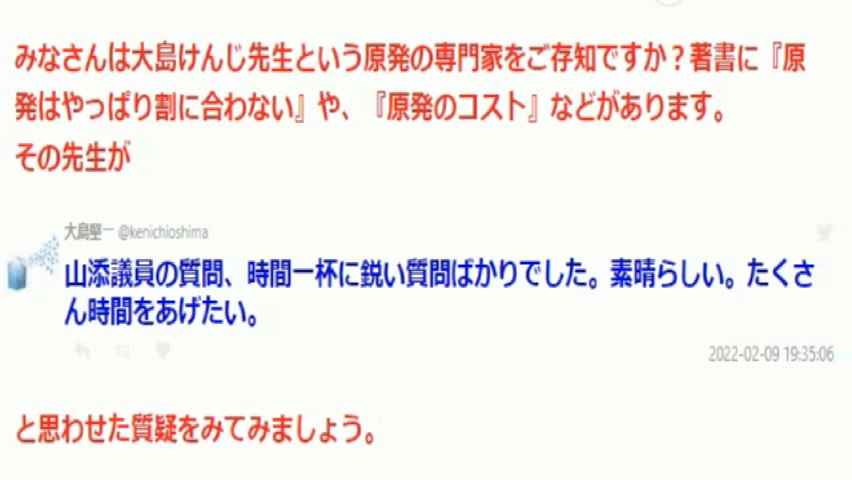 みなさんは大島けんじ先生という原発の専門家をご存知ですか？著書に『原
発はやっぱり割に合わない』や、『原発のコスト』などがあります。
その先生が
大島堅一 @kenichioshima
山添議員の質問、時間一杯に鋭い質問ばかりでした。素晴らしい。たくさ
ん時間をあげたい。
2022-02-09 19:35:06
と思わせた質疑をみてみましょう。